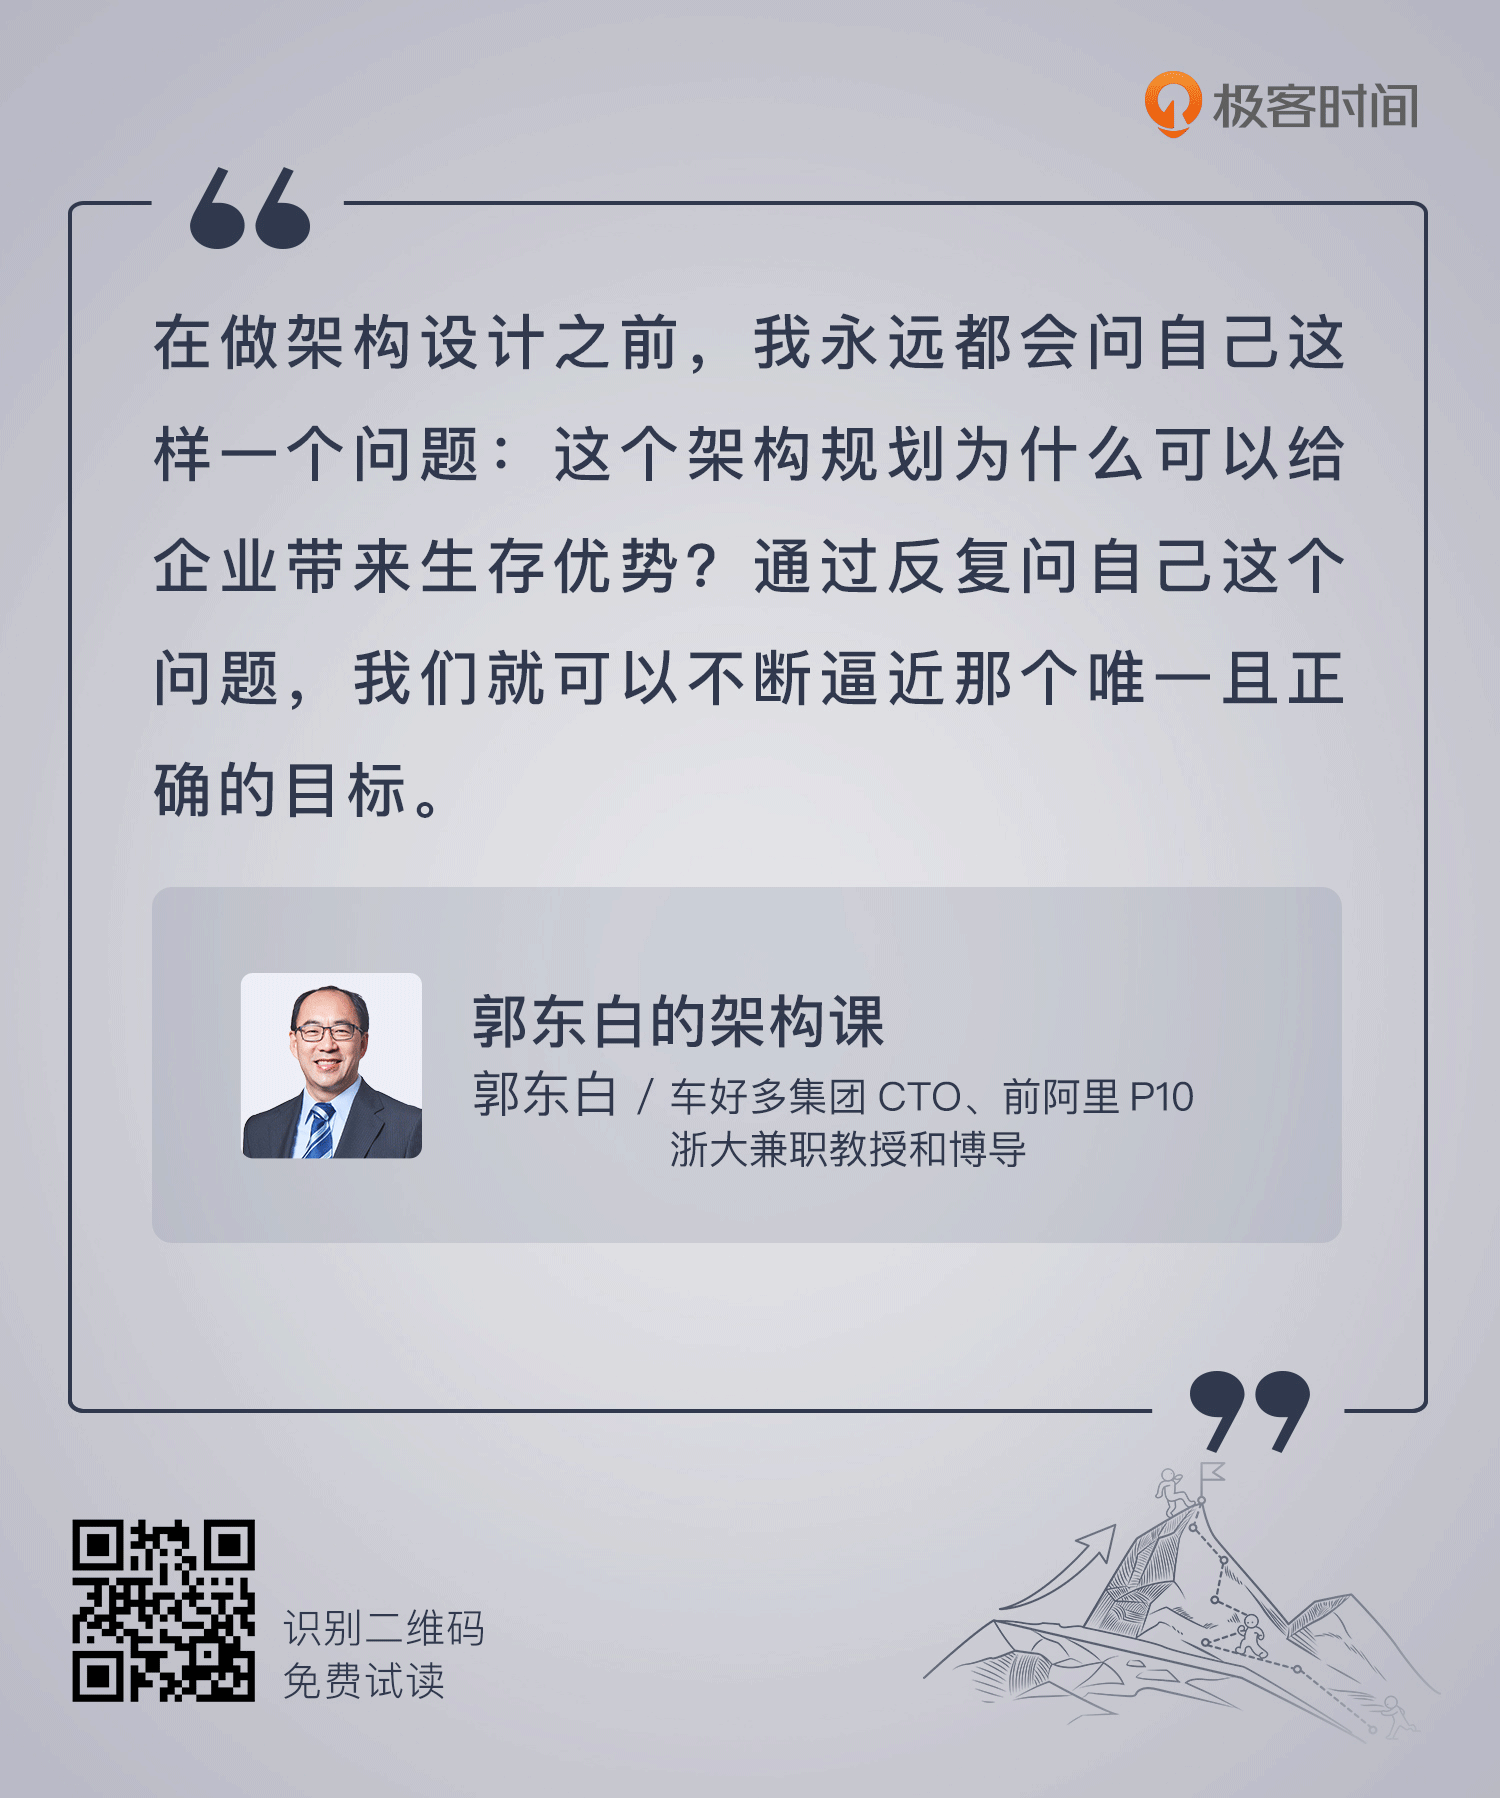 极客时间
在做架构设计之前，我永远都会问自己这
样一个问题：这个架构规划为什么可以给
企业带来生存优势？通过反复问自己这个
问题，我们就可以不断逼近那个唯一且正
确的目标。
郭东白的架构课
郭东白 / 车好多集团 CTO、前阿里 P10
浙大兼职教授和博导
识别二维码
免费试读